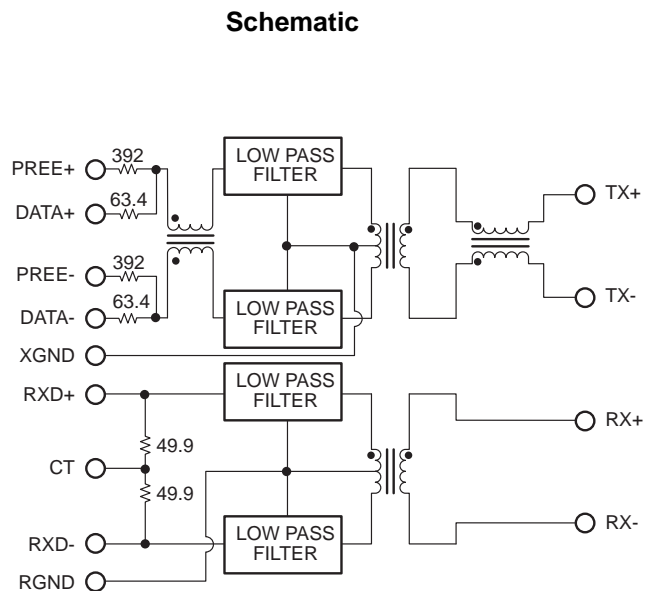 Schematic
PREE+
392
LOW PASS
FILTER
DATA+
63.4
TX+
PREE-
392
DATA-
63.4
LOW PASS
FILTER
TX-
XGND
RXD+
LOW PASS
FILTER
RX+
49.9
CT
49.9
RXD-
LOW PASS
FILTER
RX-
RGND